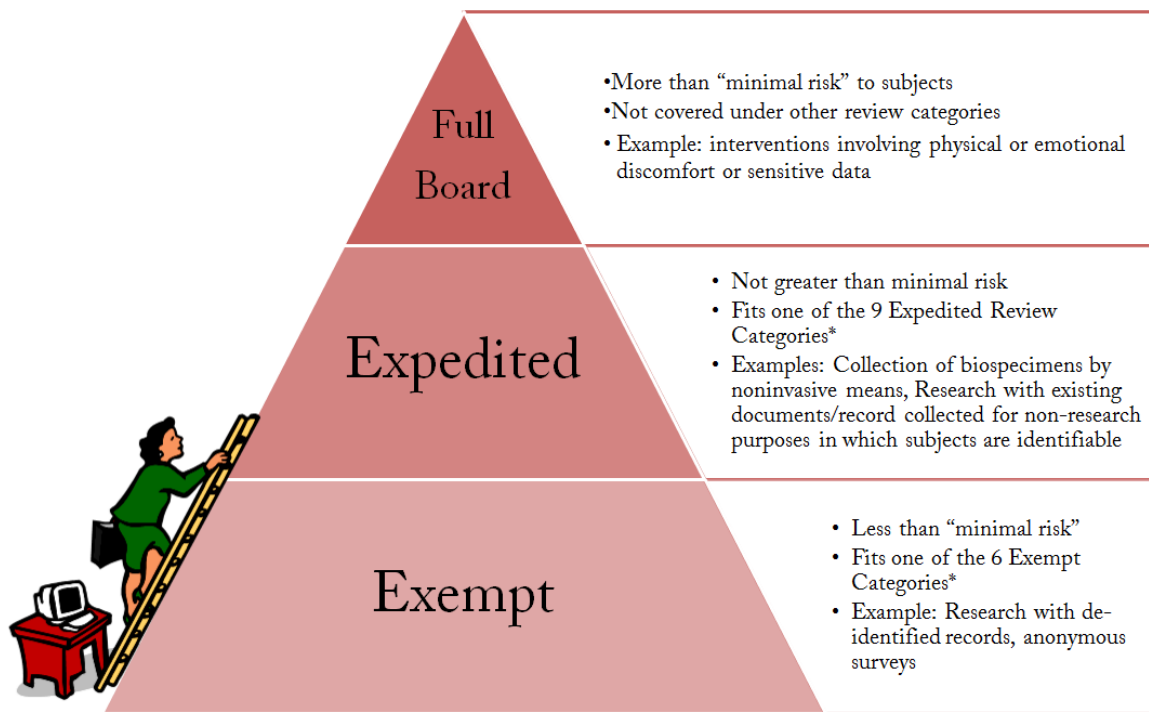 Full
Board
•More than “minimal risk” to subjects
•Not covered under other review categories
• Example: interventions involving physical or emotional
discomfort or sensitive data
Expedited
• Not greater than minimal risk
• Fits one of the 9 Expedited Review
Categories*
• Examples: Collection of biospecimens by
noninvasive means, Research with existing
documents/record collected for non-research
purposes in which subjects are identifiable
Exempt
• Less than “minimal risk”
• Fits one of the 6 Exempt
Categories*
• Example: Research with de-
identified records, anonymous
surveys